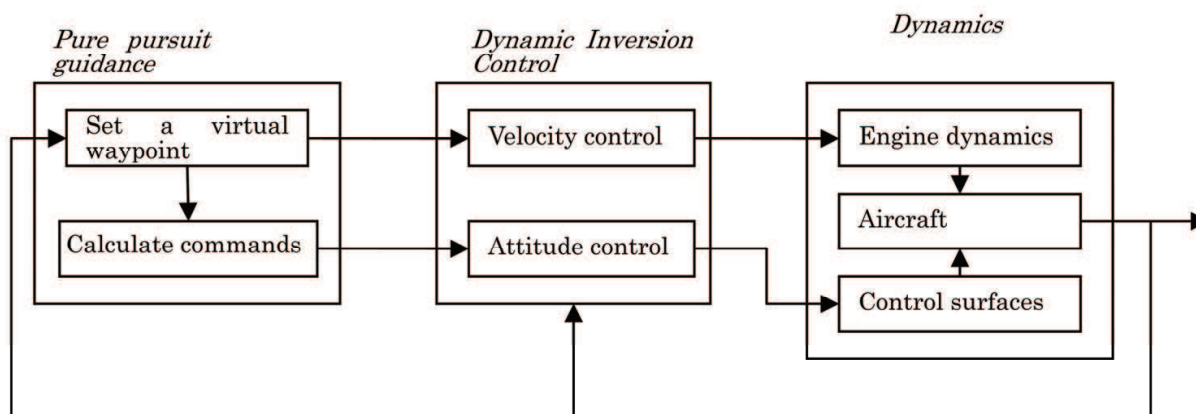 Pure pursuit
guidance
Set a virtual
waypoint
Calculate commands
Dynamic Inversion
Control
Velocity control
Attitude control
Dynamics
Engine dynamics
Aircraft
Control surfaces